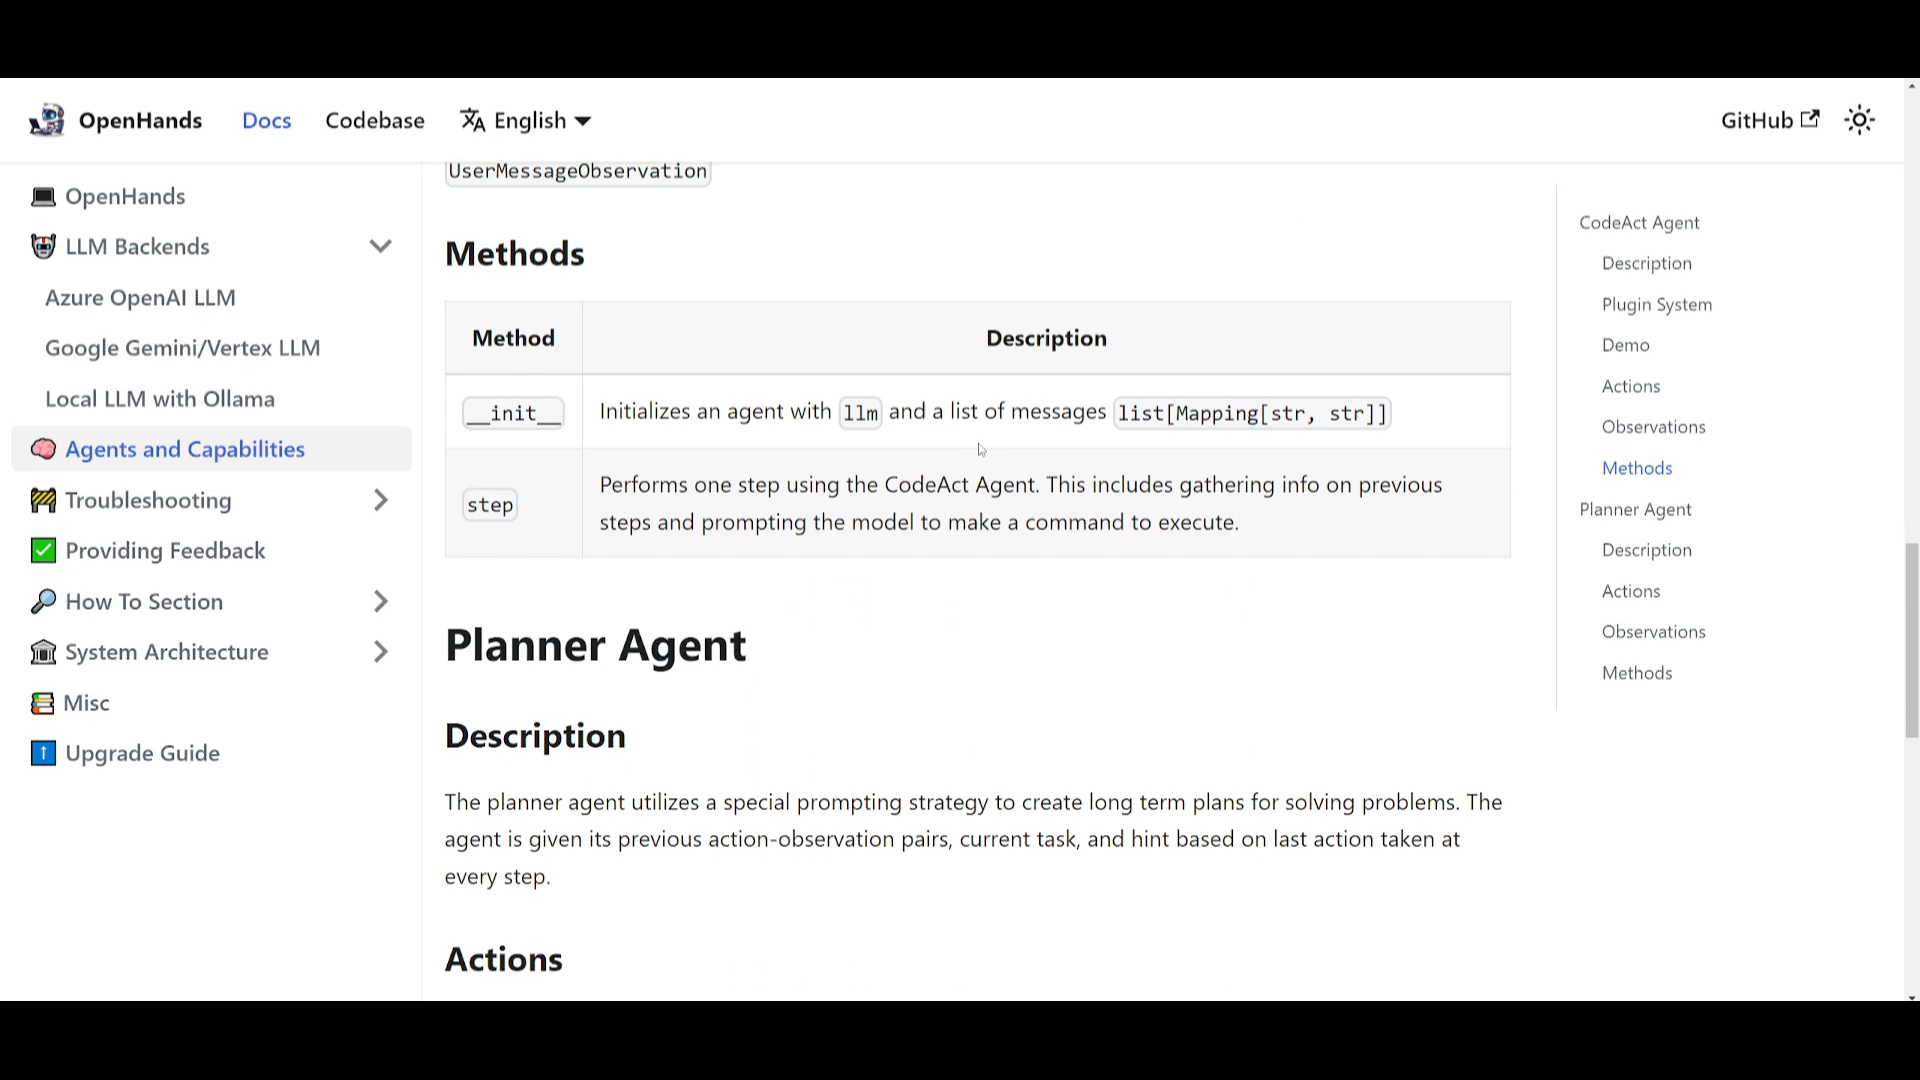 OpenHands Docs Codebase English GitHub
OpenHands
LLM Backends
Azure OpenAI LLM
Google Gemini/Vertex LLM
Local LLM with Ollama
Agents and Capabilities
Troubleshooting
Providing Feedback
How To Section
System Architecture
Misc
Upgrade Guide
UserMessageObservation
Methods
Method Description
__init__ Initializes an agent with llm and a list of messages list[Mapping[str, str]]
step Performs one step using the CodeAct Agent. This includes gathering info on previous
steps and prompting the model to make a command to execute.
Planner Agent
Description
The planner agent utilizes a special prompting strategy to create long term plans for solving problems. The
agent is given its previous action-observation pairs, current task, and hint based on last action taken at
every step.
Actions
CodeAct Agent
Description
Plugin System
Demo
Actions
Observations
Methods
Planner Agent
Description
Actions
Observations
Methods